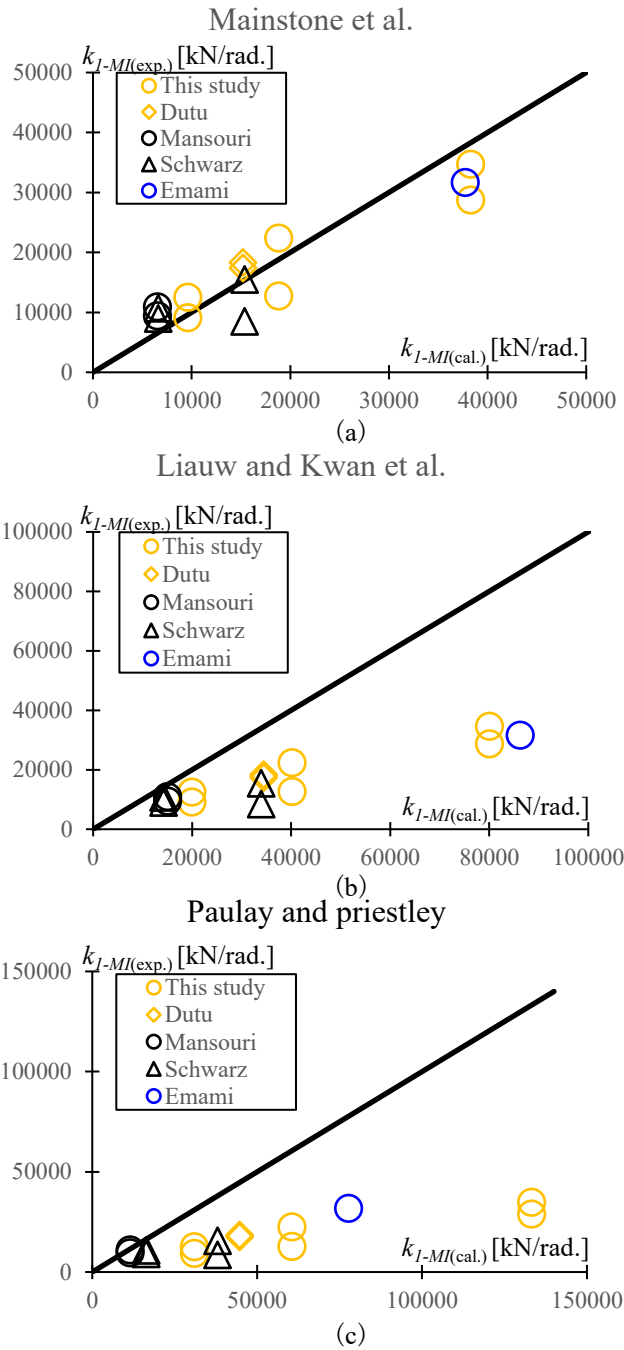 Mainstone et al.
k1-MI(exp.) [kN/rad.]
50000
This study
Dutu
40000
Mansouri
Schwarz
30000
Emami
20000
10000
k1-MI(cal.) [kN/rad.]
0
0 10000 20000 30000 40000 50000
(a)
Liauw and Kwan et al.
k1-MI(exp.) [kN/rad.]
100000
This study
Dutu
80000
Mansouri
Schwarz
60000
Emami
40000
20000
k1-MI(cal.) [kN/rad.]
0
0 20000 40000 60000 80000 100000
(b)
Paulay and priestley
k1-MI(exp.) [kN/rad.]
150000
This study
Dutu
Mansouri
100000
Schwarz
Emami
50000
k1-MI(cal.) [kN/rad.]
0
0 50000 100000 150000
(c)